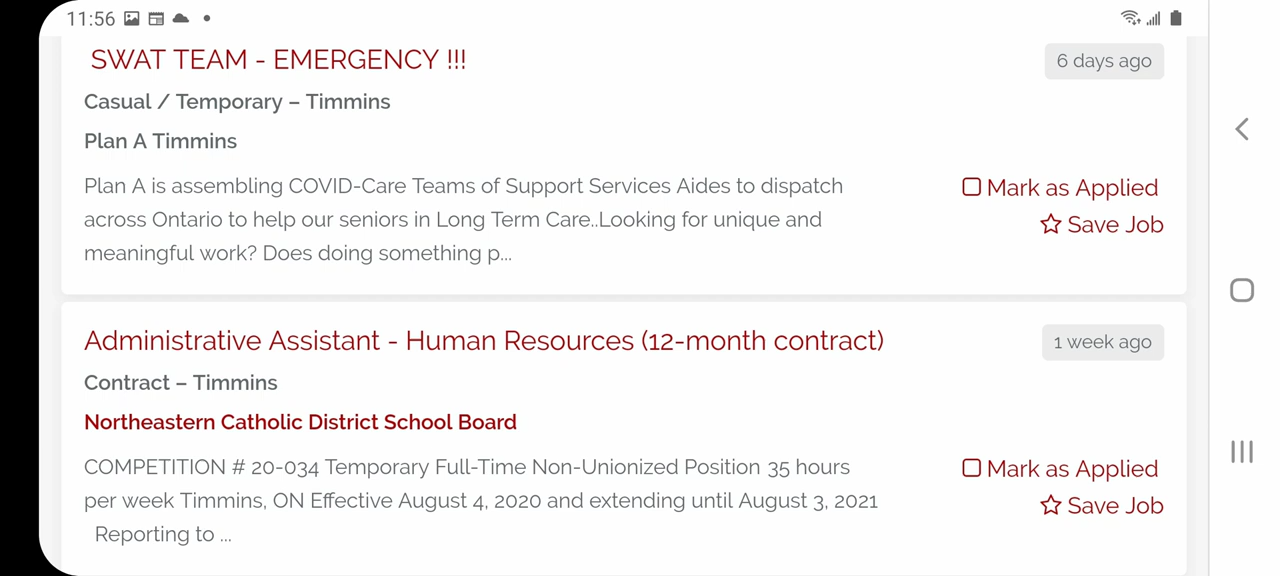 11:56
SWAT TEAM - EMERGENCY !!!
6 days ago
Casual / Temporary – Timmins
Plan A Timmins
Plan A is assembling COVID-Care Teams of Support Services Aides to dispatch
across Ontario to help our seniors in Long Term Care..Looking for unique and
meaningful work? Does doing something p...
Mark as Applied
Save Job
Administrative Assistant - Human Resources (12-month contract)
1 week ago
Contract – Timmins
Northeastern Catholic District School Board
COMPETITION # 20-034 Temporary Full-Time Non-Unionized Position 35 hours
per week Timmins, ON Effective August 4, 2020 and extending until August 3, 2021
Reporting to ...
Mark as Applied
Save Job